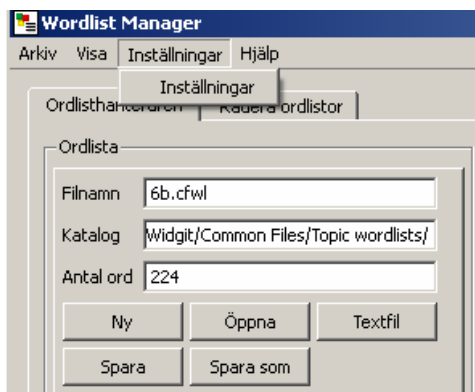 Wordlist Manager
Arkiv Visa Inställningar Hjälp
Inställningar
Ordlisthanteraren Radera ordlistor
Ordlista
Filnamn 6b.cfwl
Katalog Widgit/Common Files/Topic wordlists/
Antal ord 224
Ny Öppna Textfil
Spara Spara som